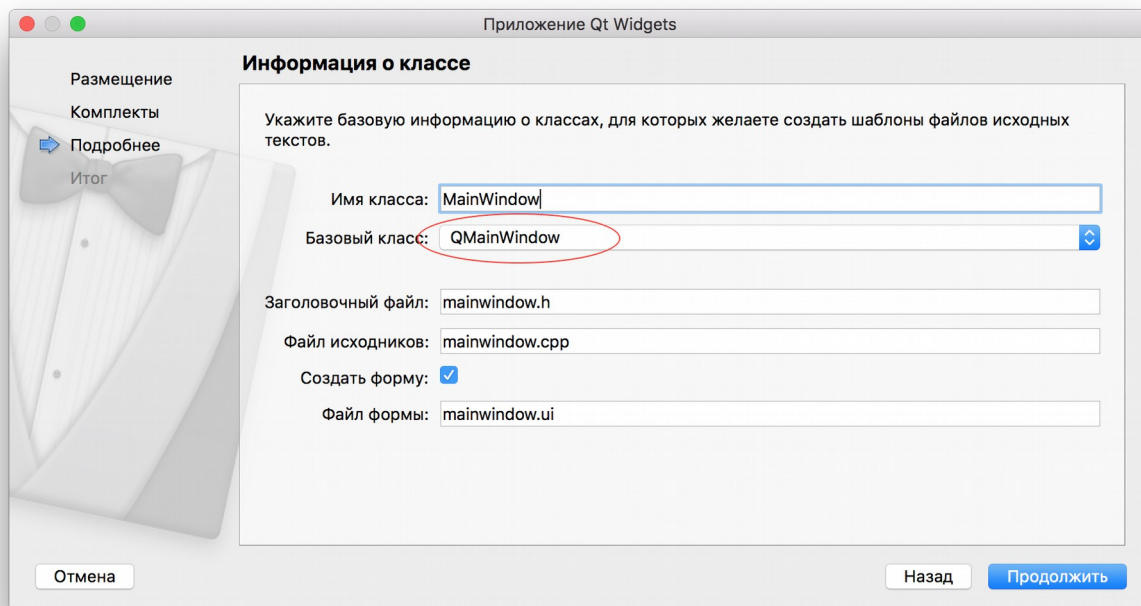 Приложение Qt Widgets
Размещение
Комплекты
Подробнее
Итог
Информация о классе
Укажите базовую информацию о классах, для которых желаете создать шаблоны файлов исходных
текстов.
Имя класса: MainWindow
Базовый класс: QMainWindow
Заголовочный файл: mainwindow.h
Файл исходников: mainwindow.cpp
Создать форму:
Файл формы: mainwindow.ui
Отмена
Назад
Продолжить